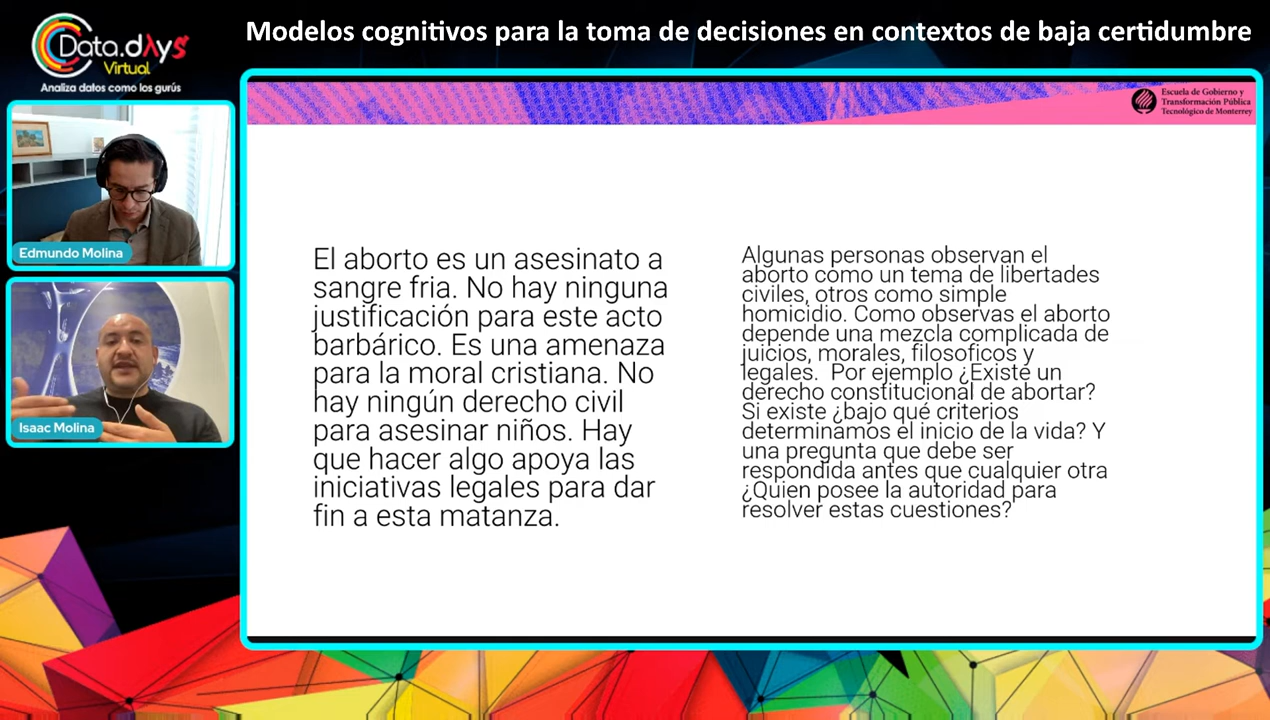 Modelos cognitivos para la toma de decisiones en contextos de baja certidumbre
Data.dAys
Virtual
Analiza datos como los gurús
Escuela de Gobierno y
Transformación Pública
Tecnológico de Monterrey
Edmundo Molina
Isaac Molina
El aborto es un asesinato a
sangre fria. No hay ninguna
justificación para este acto
barbárico. Es una amenaza
para la moral cristiana. No
hay ningún derecho civil
para asesinar niños. Hay
que hacer algo apoya las
iniciativas legales para dar
fin a esta matanza.
Algunas personas observan el
aborto como un tema de libertades
civiles, otros como simple
homicidio. Como observas el aborto
depende una mezcla complicada de
juicios, morales, filosoficos y
legales. Por ejemplo ¿Existe un
derecho constitucional de abortar?
Si existe ¿bajo qué criterios
determinamos el inicio de la vida? Y
una pregunta que debe ser
respondida antes que cualquier otra
¿Quien posee la autoridad para
resolver estas cuestiones?